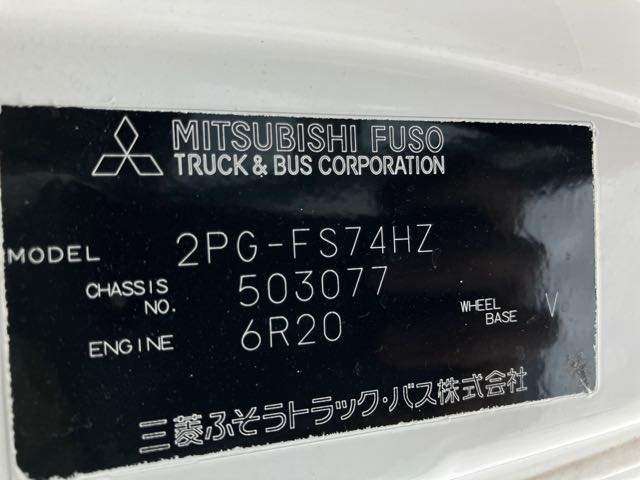 MITSUBISHI FUSO
TRUCK & BUS CORPORATION
MODEL 2PG-FS74HZ
CHASSIS NO. 503077
ENGINE 6R20 WHEEL BASE V
三菱ふそうトラック・バス株式会社